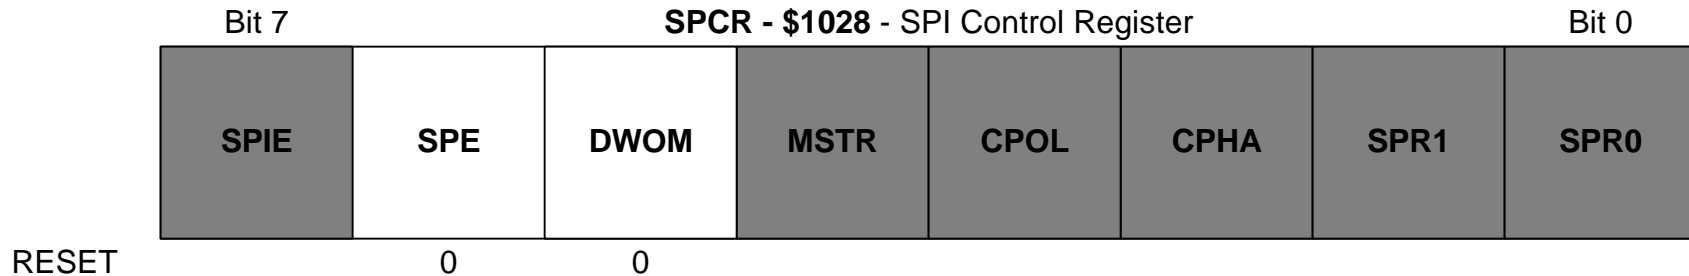 Bit 7 SPCR - $1028 - SPI Control Register Bit 0
SPIE SPE DWOM MSTR CPOL CPHA SPR1 SPR0
RESET 0 0